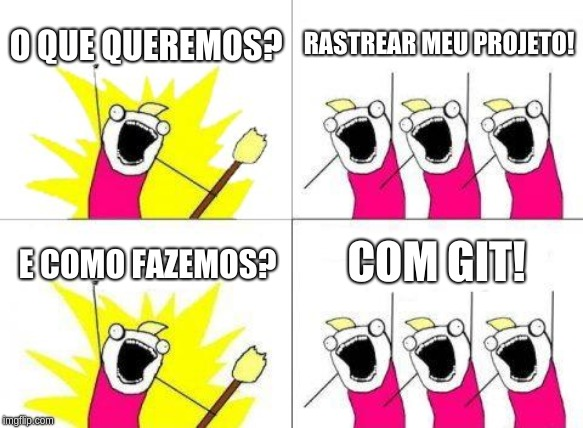 O QUE QUEREMOS?
RASTREAR MEU PROJETO!
E COMO FAZEMOS?
COM GIT!
imgflip.com